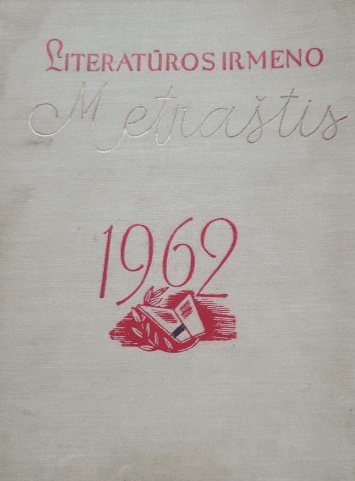 LITERATŪROS IR MENO
Metraštis
1962